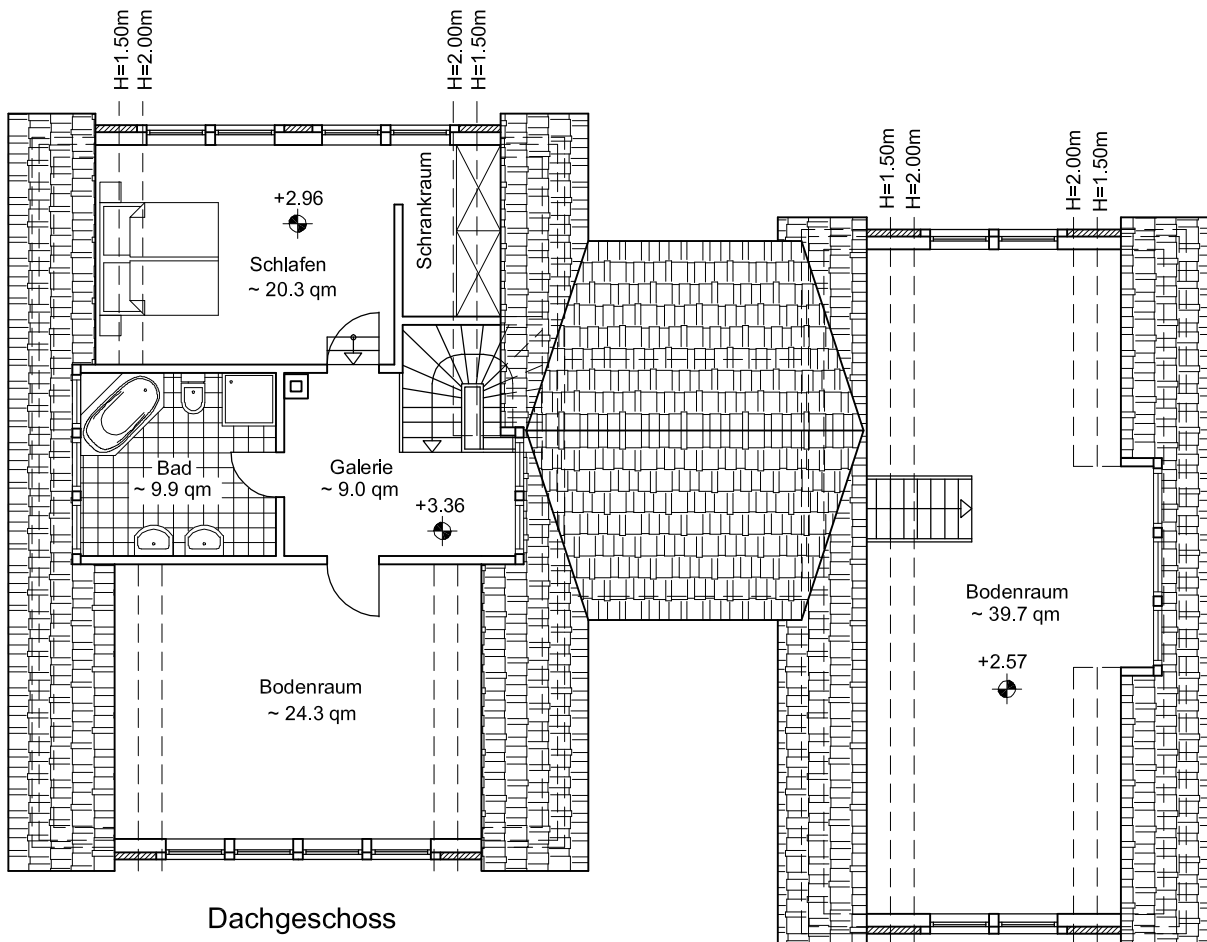 H=1.50m
H=2.00m
H=2.00m
H=1.50m
H=1.50m
H=2.00m
H=2.00m
H=1.50m
+2.96
Schlafen
~ 20.3 qm
Schrankraum
Bad
~ 9.9 qm
Galerie
~ 9.0 qm
+3.36
Bodenraum
~ 24.3 qm
Bodenraum
~ 39.7 qm
+2.57
Dachgeschoss